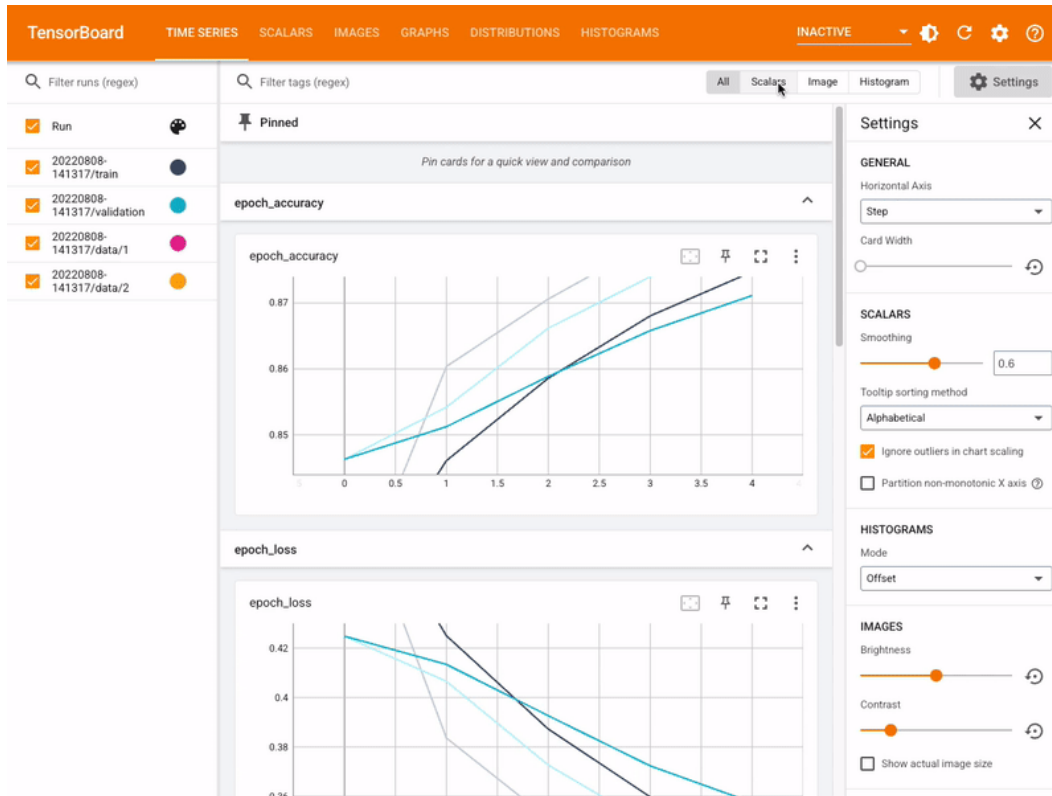 TensorBoard TIME SERIES SCALARS IMAGES GRAPHS DISTRIBUTIONS HISTOGRAMS INACTIVE
Filter runs (regex)
Run
20220808-
141317/train
20220808-
141317/validation
20220808-
141317/data/1
20220808-
141317/data/2
Filter tags (regex) All Scalars Image Histogram Settings
Pinned
Pin cards for a quick view and comparison
epoch_accuracy
epoch_accuracy
0.87
0.86
0.85
0 0.5 1 1.5 2 2.5 3 3.5 4
epoch_loss
epoch_loss
0.42
0.4
0.38
0.36
Settings
GENERAL
Horizontal Axis
Step
Card Width
SCALARS
Smoothing
0.6
Tooltip sorting method
Alphabetical
Ignore outliers in chart scaling
Partition non-monotonic X axis
HISTOGRAMS
Mode
Offset
IMAGES
Brightness
Contrast
Show actual image size